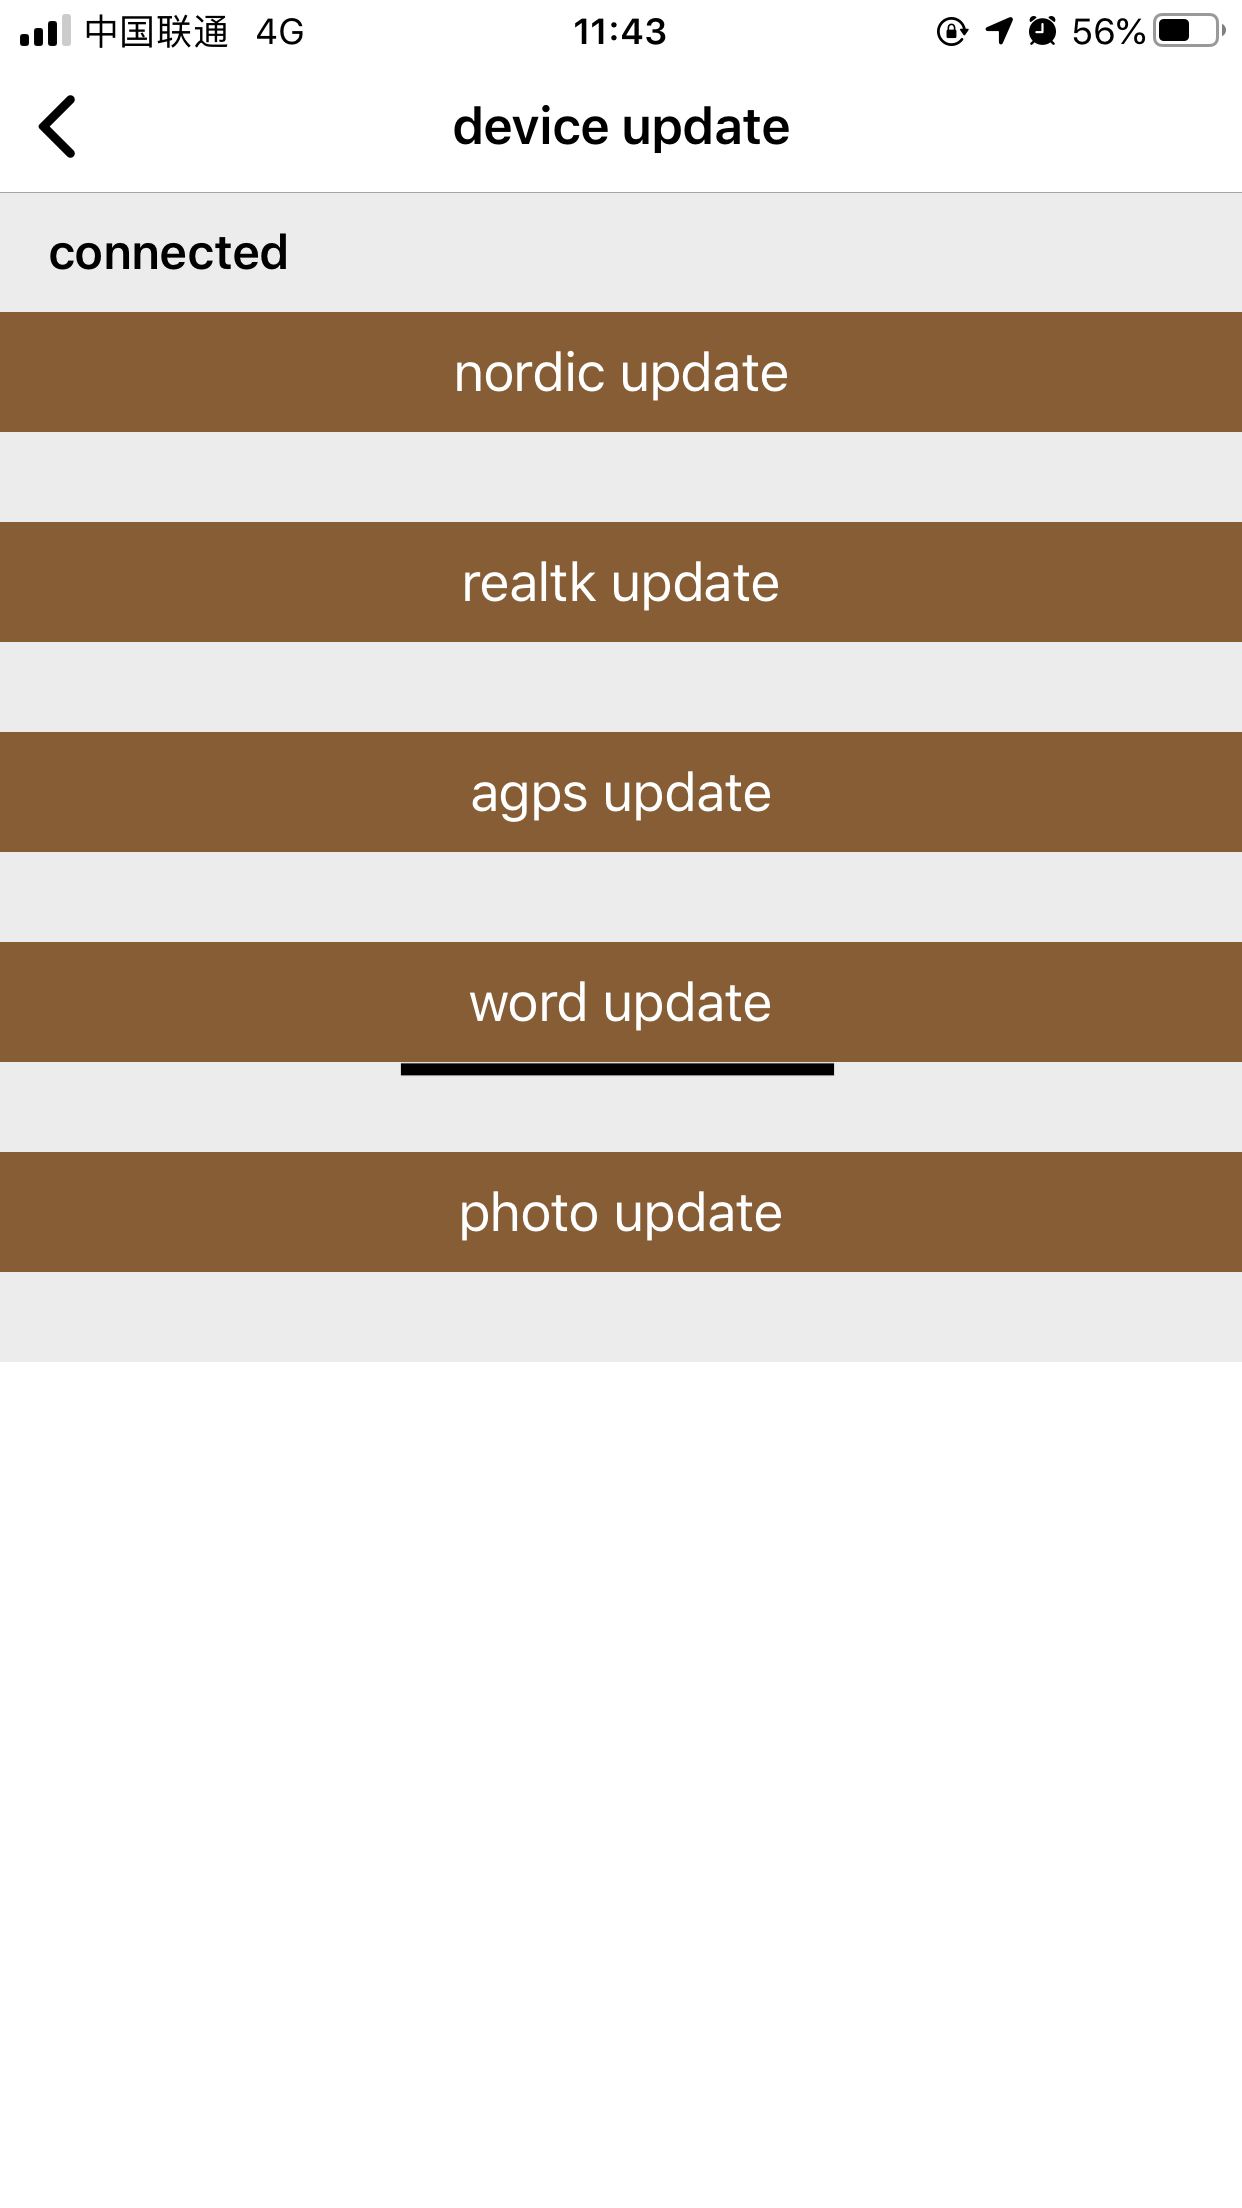 中国联通 4G 11:43 56%
device update
connected
nordic update
realtk update
agps update
word update
photo update